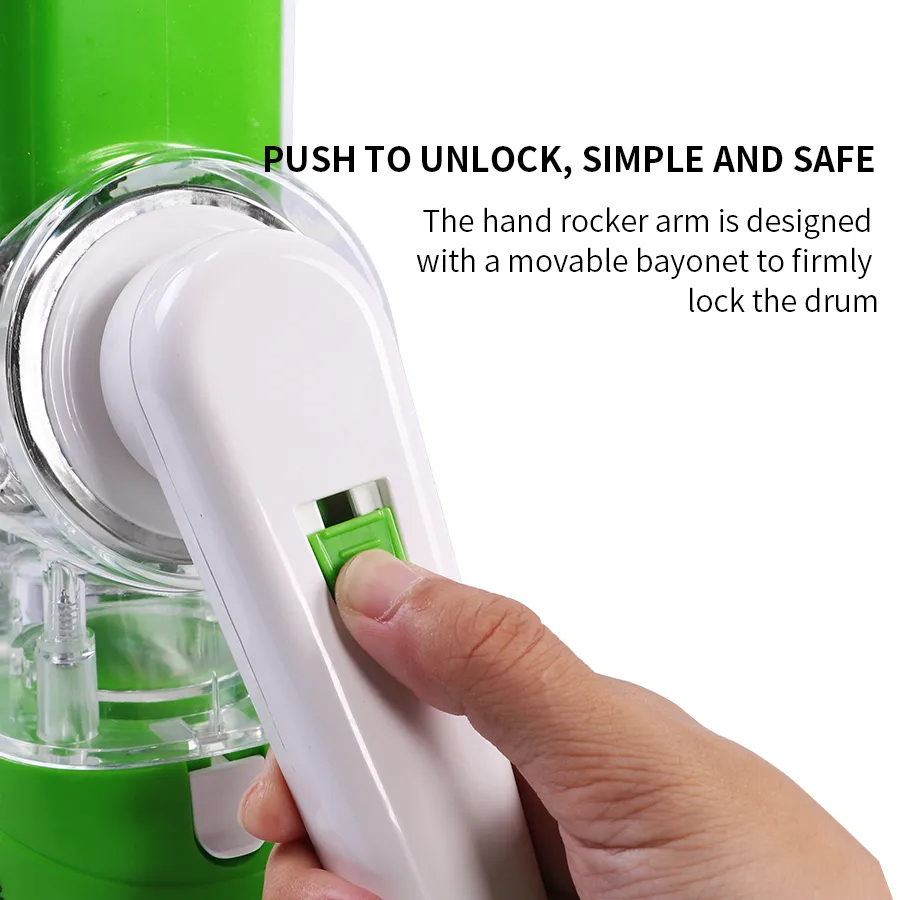 PUSH TO UNLOCK, SIMPLE AND SAFE
The hand rocker arm is designed
with a movable bayonet to firmly
lock the drum